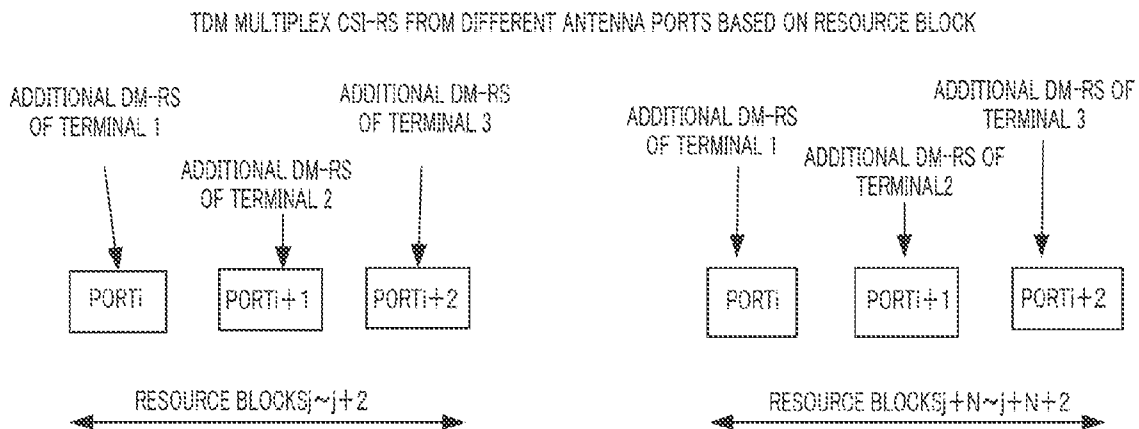 TDM MULTIPLEX CSI-RS FROM DIFFERENT ANTENNA PORTS BASED ON RESOURCE BLOCK
ADDITIONAL DM-RS
OF TERMINAL 1
ADDITIONAL DM-RS
OF TERMINAL 2
ADDITIONAL DM-RS
OF TERMINAL 3
ADDITIONAL DM-RS
OF TERMINAL 1
ADDITIONAL DM-RS OF
TERMINAL2
ADDITIONAL DM-RS OF
TERMINAL 3
PORTi
PORTi+1
PORTi+2
PORTi
PORTi+1
PORTi+2
RESOURCE BLOCKSj~j+2
RESOURCE BLOCKSj+N~j+N+2